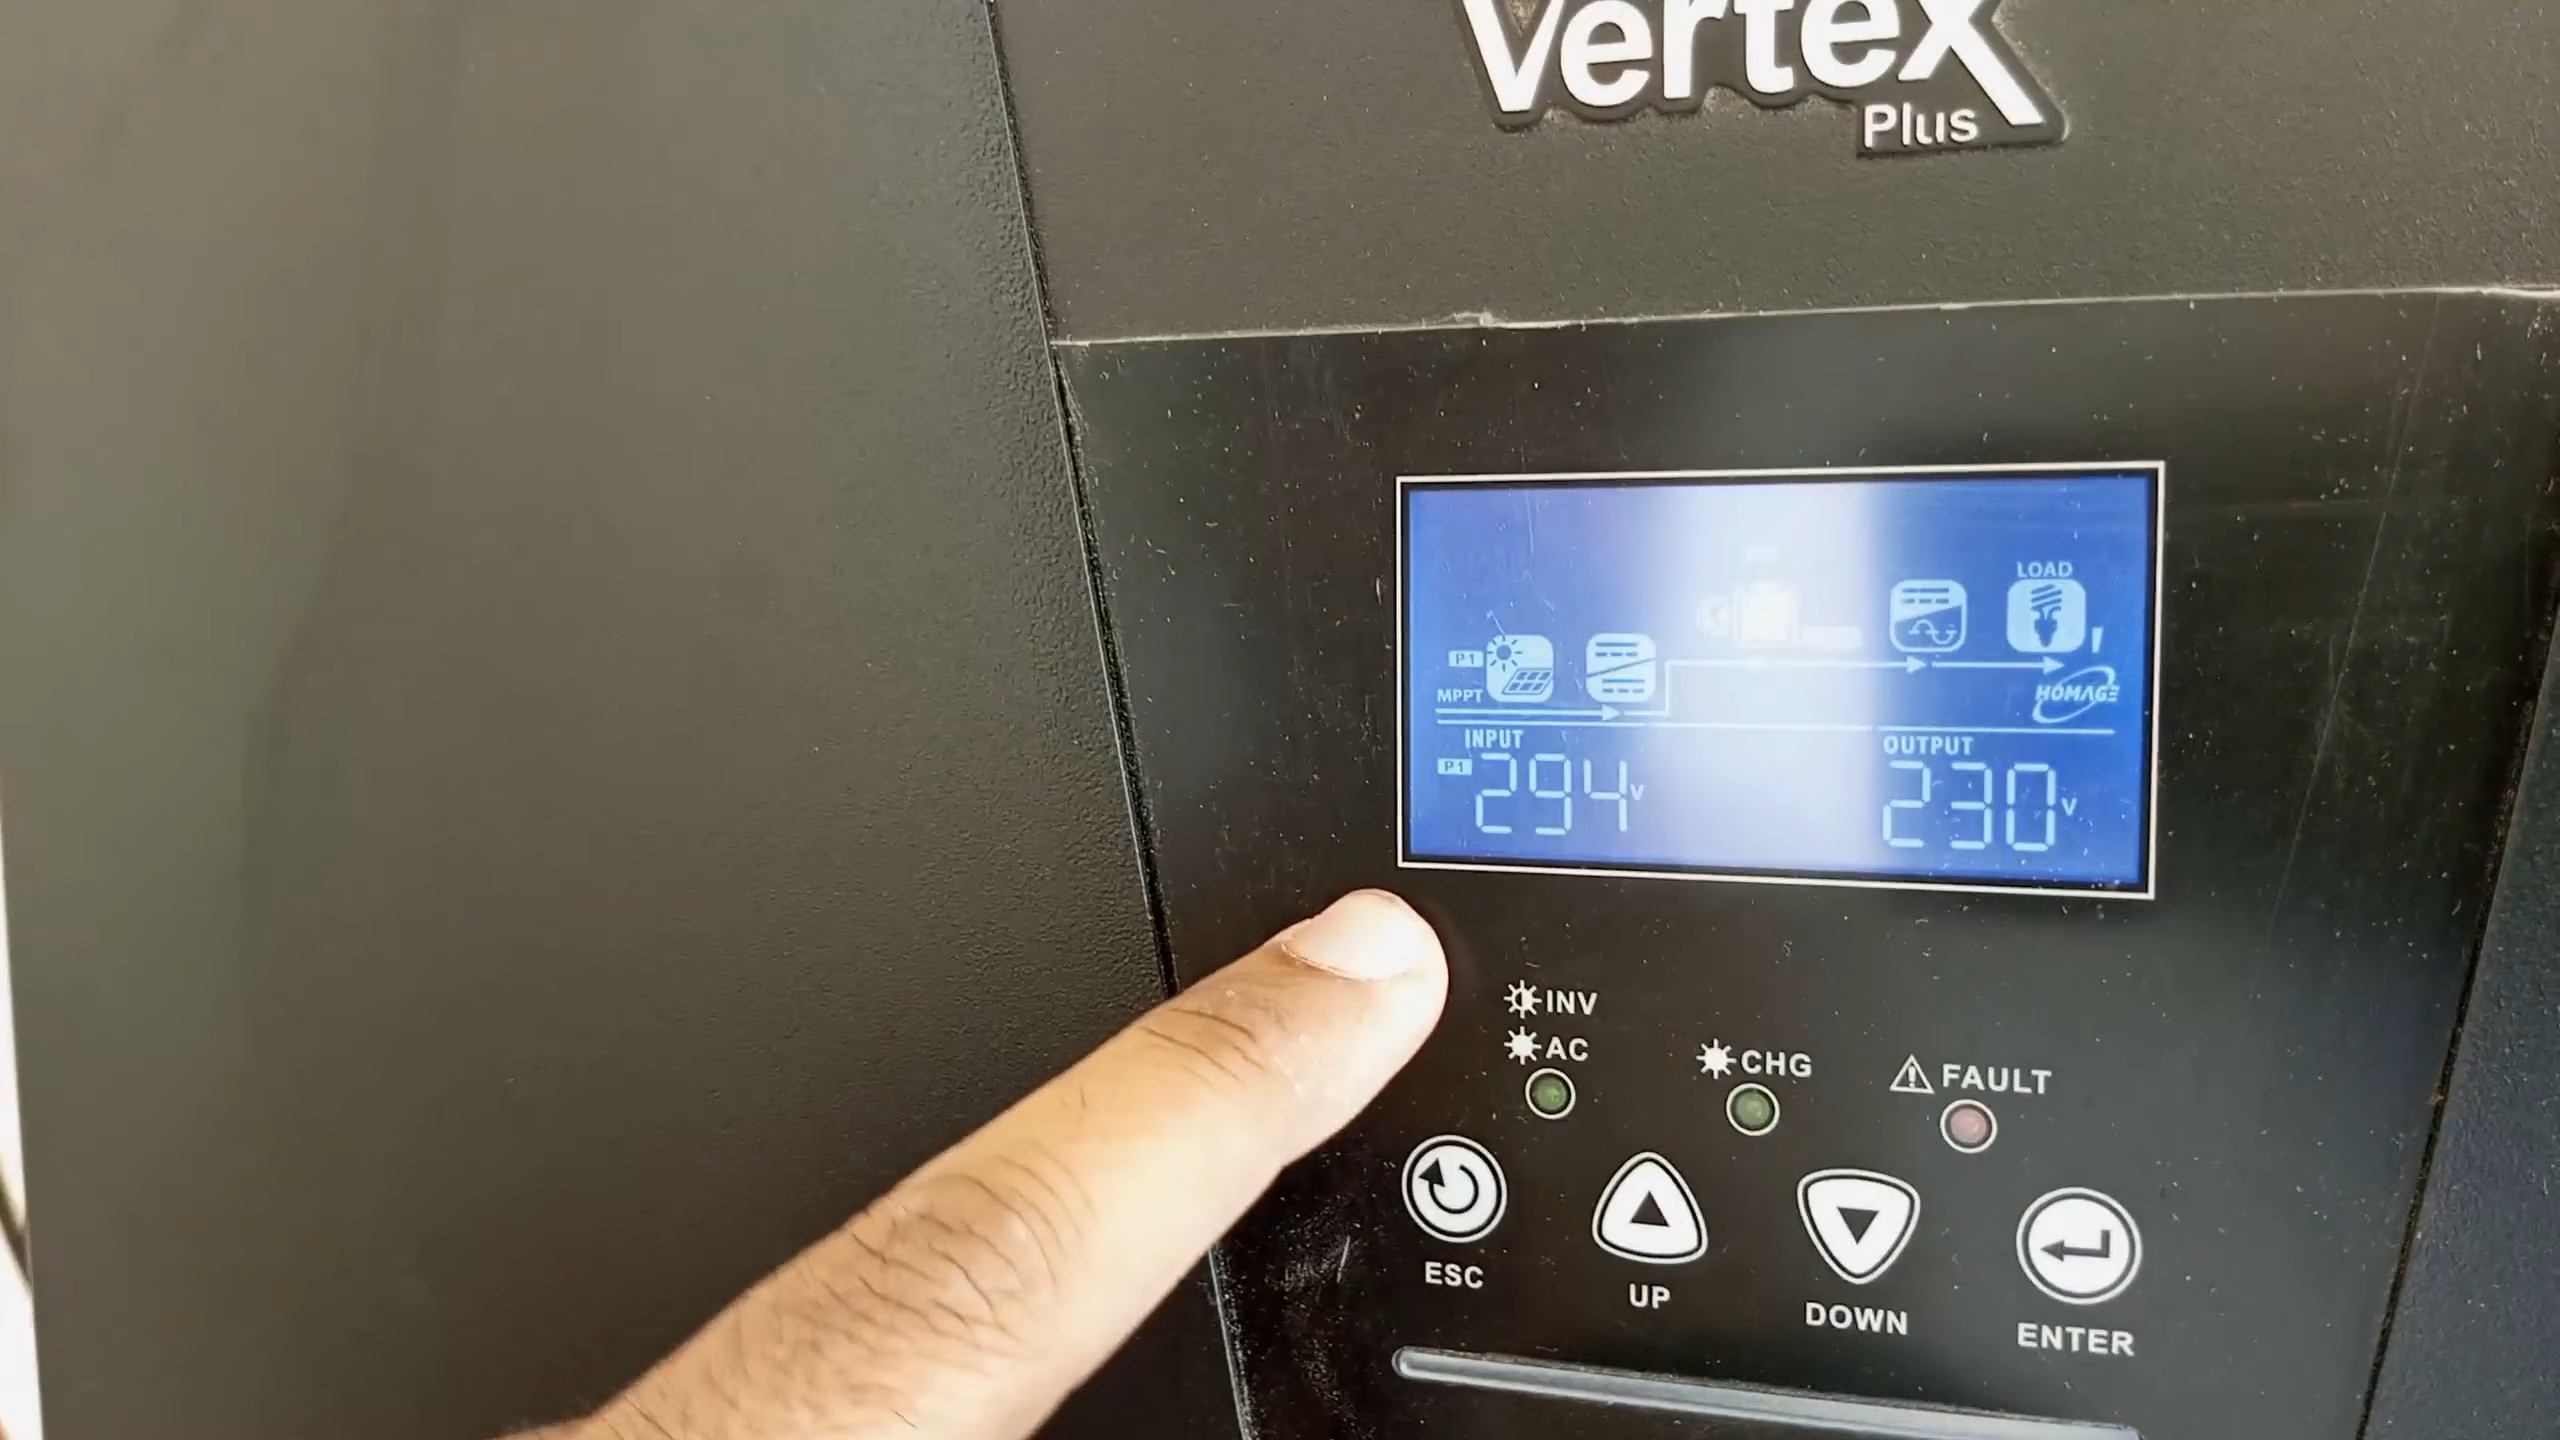 Vertex
Plus
LOAD
P1
MPPT
HOMAGE
INPUT
OUTPUT
P1 294V
230V
INV
AC
CHG
FAULT
ESC
UP
DOWN
ENTER